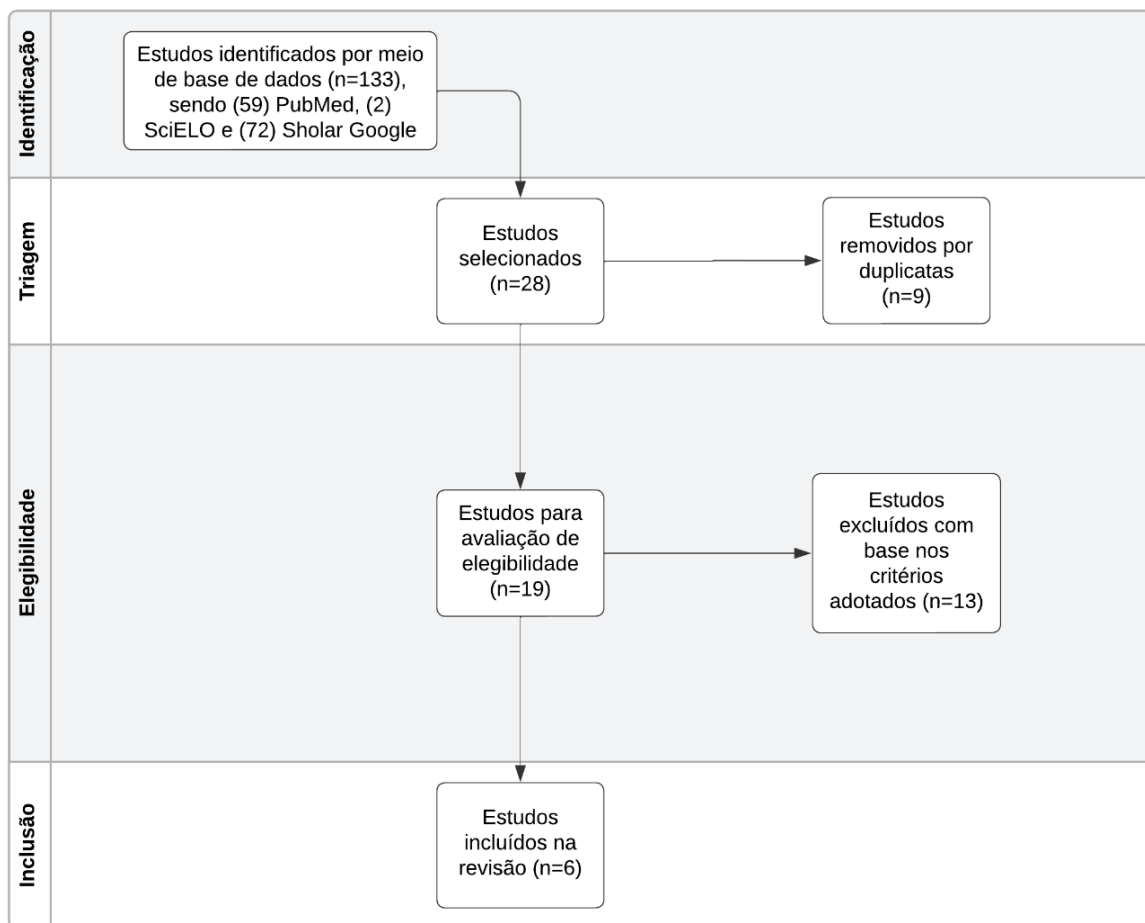 Identificação
Estudos identificados por meio
de base de dados (n=133),
sendo (59) PubMed, (2)
SciELO e (72) Sholar Google
Triagem
Estudos
selecionados
(n=28)
Estudos
removidos por
duplicatas
(n=9)
Elegibilidade
Estudos para
avaliação de
elegibilidade
(n=19)
Estudos
excluídos com
base nos
critérios
adotados (n=13)
Inclusão
Estudos
incluídos na
revisão (n=6)